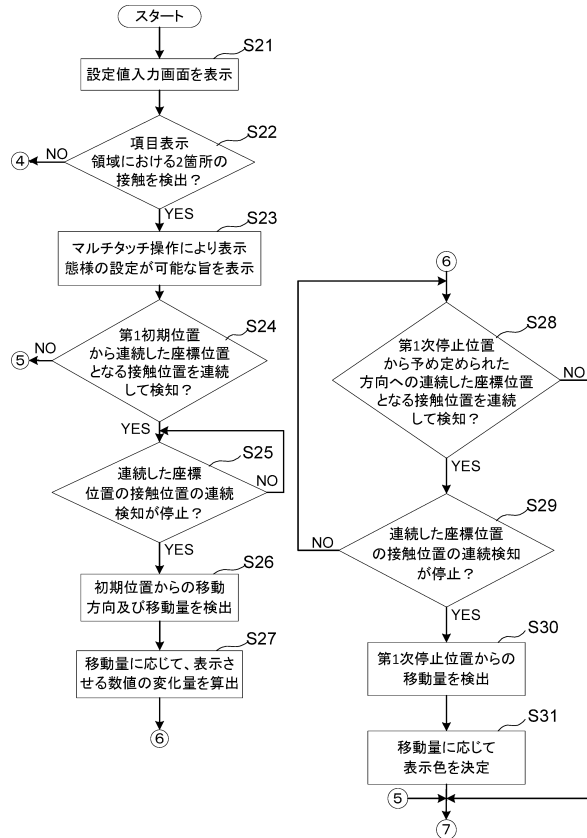 スタート
S21
設定値入力画面を表示
S22
項目表示
領域における2箇所の
接触を検出？
NO
④
YES
S23
マルチタッチ操作により表示
態様の設定が可能な旨を表示
S24
第1初期位置
から連続した座標位置
となる接触位置を連続
して検知？
NO
⑤
YES
S25
連続した座標
位置の接触位置の連続
検知が停止？
NO
YES
S26
初期位置からの移動
方向及び移動量を検出
S27
移動量に応じて、表示さ
せる数値の変化量を算出
⑥
⑥
S28
第1次停止位置
から予め定められた
方向への連続した座標位置
となる接触位置を連続
して検知？
NO
YES
S29
連続した座標位置
の接触位置の連続検知
が停止？
NO
YES
S30
第1次停止位置からの
移動量を検出
S31
移動量に応じて
表示色を決定
⑤
⑦